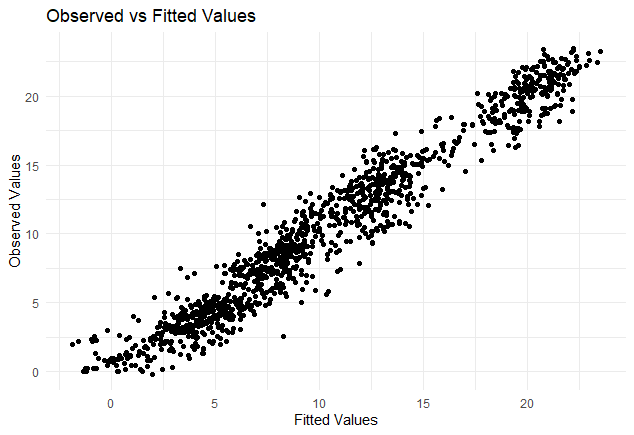 Observed vs Fitted Values
20
15
10
5
0
Observed Values
0 5 10 15 20
Fitted Values